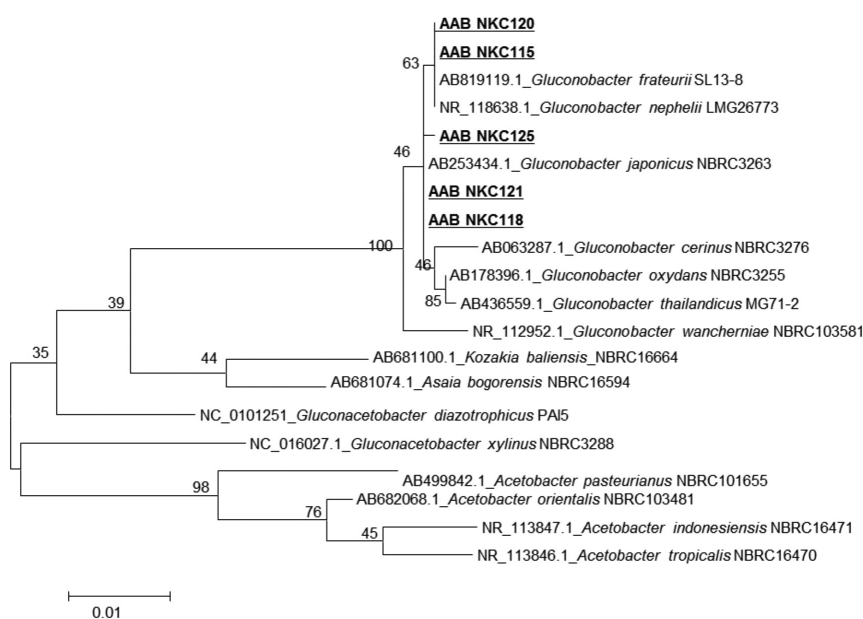 AAB NKC120
AAB NKC115
63
AB819119.1_Gluconobacter frateurii SL13-8
NR_118638.1_Gluconobacter nephelii LMG26773
AAB NKC125
46
AB253434.1_Gluconobacter japonicus NBRC3263
AAB NKC121
AAB NKC118
100
AB063287.1_Gluconobacter cerinus NBRC3276
46
AB178396.1_Gluconobacter oxydans NBRC3255
85
AB436559.1_Gluconobacter thailandicus MG71-2
39
NR_112952.1_Gluconobacter wancherniae NBRC103581
35
44
AB681100.1_Kozakia baliensis_NBRC16664
AB681074.1_Asaia bogorensis NBRC16594
NC_0101251_Gluconacetobacter diazotrophicus PAI5
NC_016027.1_Gluconacetobacter xylinus NBRC3288
AB499842.1_Acetobacter pasteurianus NBRC101655
98
AB682068.1_Acetobacter orientalis NBRC103481
76
NR_113847.1_Acetobacter indonesiensis NBRC16471
45
NR_113846.1_Acetobacter tropicalis NBRC16470
0.01